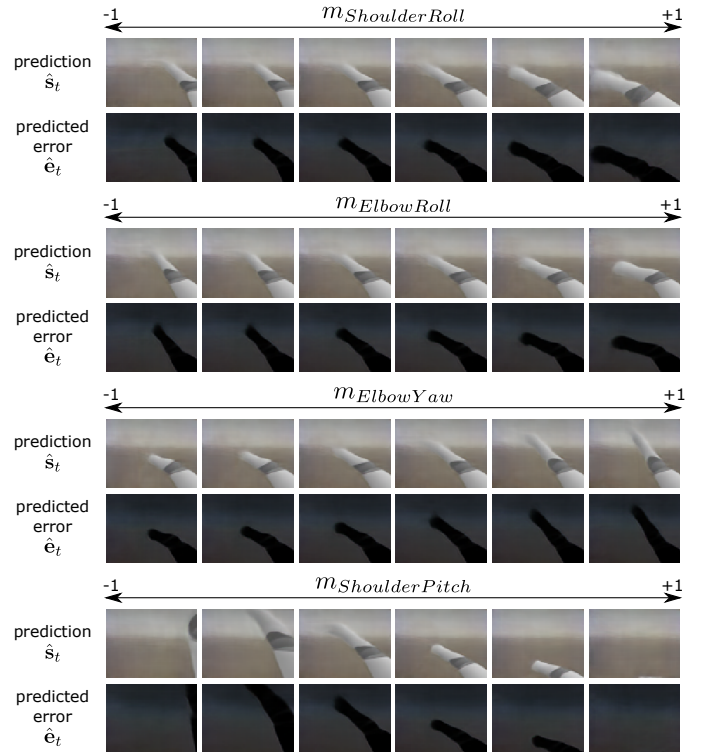 -1 m_ShoulderRoll +1
prediction
ŝ_t
predicted
error
ê_t
-1 m_ElbowRoll +1
prediction
ŝ_t
predicted
error
ê_t
-1 m_ElbowYaw +1
prediction
ŝ_t
predicted
error
ê_t
-1 m_ShoulderPitch +1
prediction
ŝ_t
predicted
error
ê_t